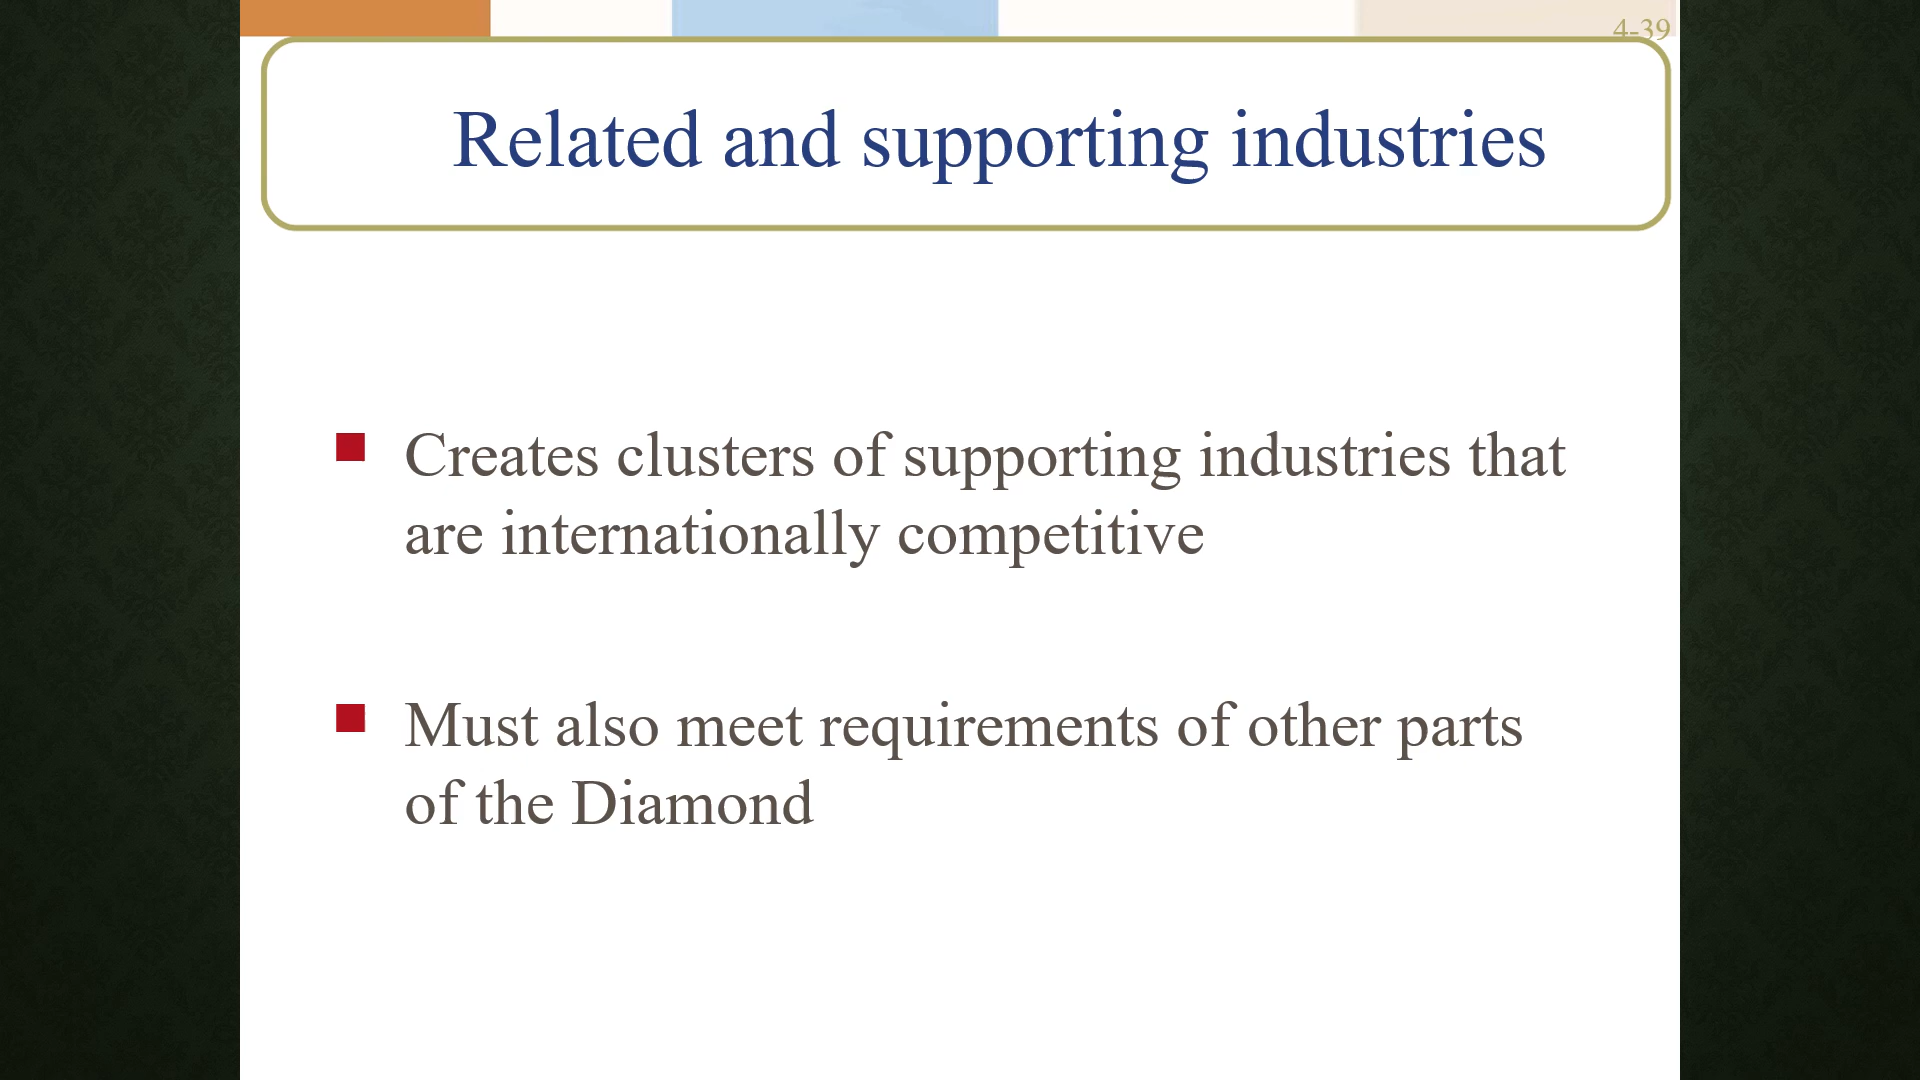 4-39
Related and supporting industries
Creates clusters of supporting industries that
are internationally competitive
Must also meet requirements of other parts
of the Diamond